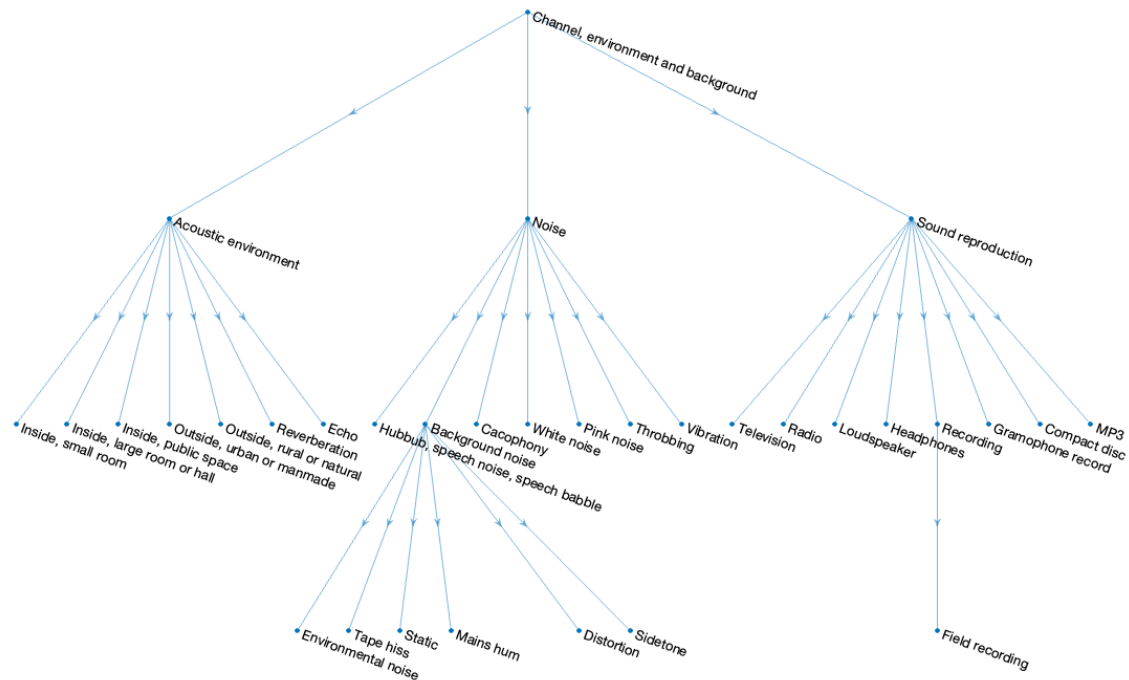 Channel, environment and background
Acoustic environment
Noise
Sound reproduction
Inside, small room
Inside, large room or hall
Inside, public space
Outside, urban or manmade
Outside, rural or natural
Reverberation
Echo
Hubbub, speech noise, speech babble
Background noise
Cacophony
White noise
Pink noise
Throbbing
Vibration
Television
Radio
Loudspeaker
Headphones
Recording
Gramophone record
Compact disc
MP3
Environmental noise
Tape hiss
Static
Mains hum
Distortion
Sidetone
Field recording